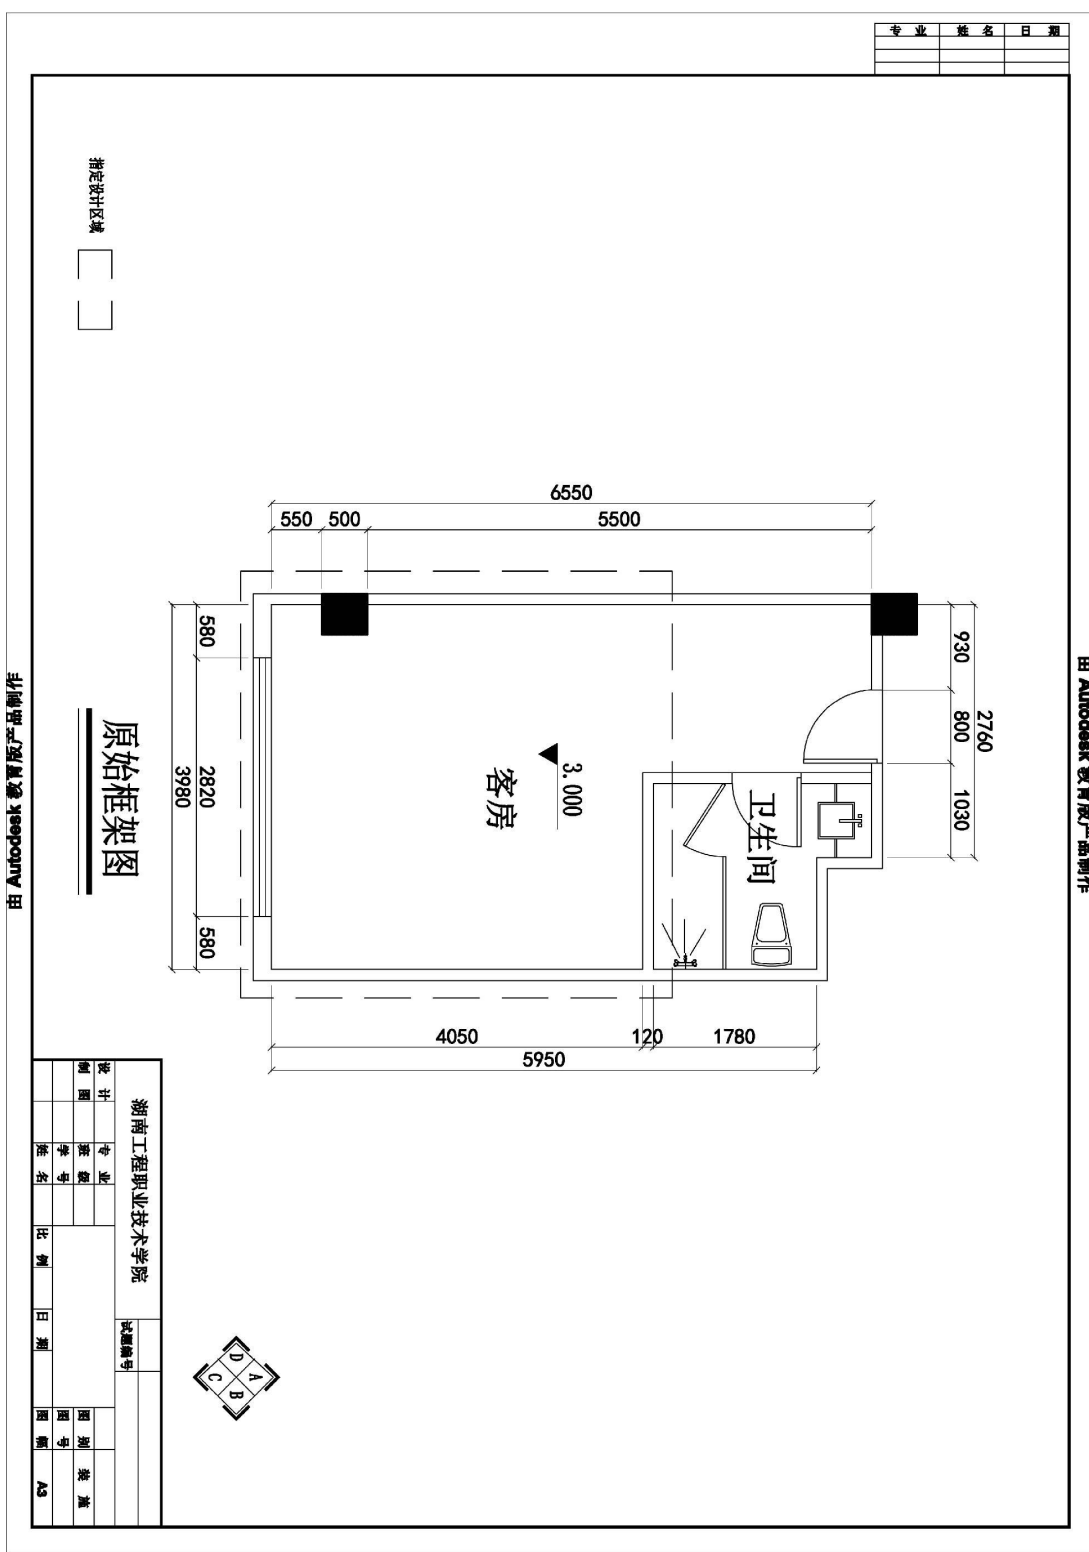 专 业 姓 名 日 期
指定设计区域
6550
550 500 5500
580
2820
580
3980
930
800
1030
2760
3.000
客房
卫生间
4050 120 1780
5950
原始框架图
由 Autodesk 教育版产品制作
由 Autodesk 教育版产品制作
湖南工程职业技术学院
试题编号
设 计
制 图
专 业
班 级
学 号
姓 名
比 例
日 期
图 别 装 施
图 号
图 幅 A3
A
B
C
D